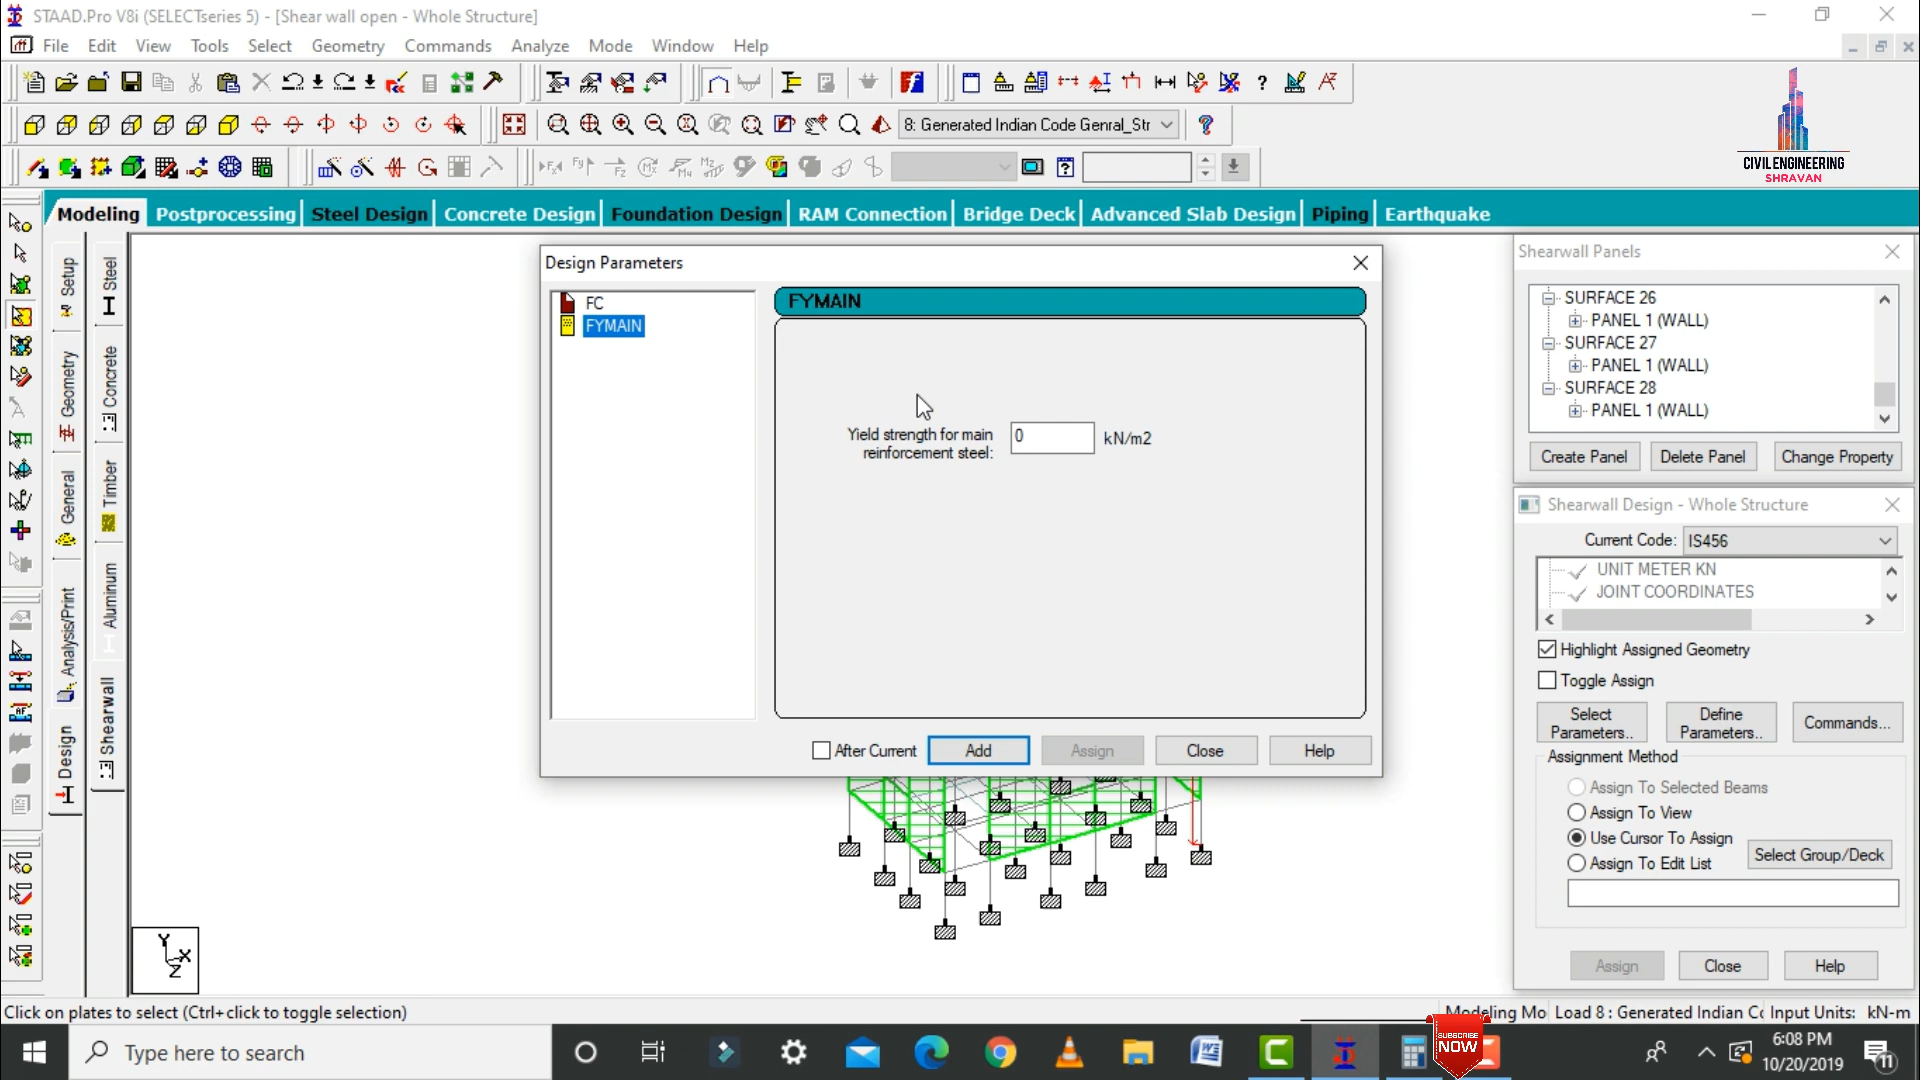 STAAD.Pro V8i (SELECTseries 5) - [Shear wall open - Whole Structure]
File Edit View Tools Select Geometry Commands Analyze Mode Window Help
8: Generated Indian Code Genral_Str
CIVIL ENGINEERING
SHRAVAN
Modeling Postprocessing Steel Design Concrete Design Foundation Design RAM Connection Bridge Deck Advanced Slab Design Piping Earthquake
Setup
Geometry
General
Analysis/Print
Design
Steel
Concrete
Timber
Aluminum
Shearwall
Design Parameters
FC
FYMAIN
FYMAIN
Yield strength for main
reinforcement steel:
0
kN/m2
After Current Add Assign Close Help
Shearwall Panels
SURFACE 26
PANEL 1 (WALL)
SURFACE 27
PANEL 1 (WALL)
SURFACE 28
PANEL 1 (WALL)
Create Panel Delete Panel Change Property
Shearwall Design - Whole Structure
Current Code: IS456
UNIT METER KN
JOINT COORDINATES
Highlight Assigned Geometry
Toggle Assign
Select
Parameters..
Define
Parameters..
Commands...
Assignment Method
Assign To Selected Beams
Assign To View
Use Cursor To Assign
Assign To Edit List
Select Group/Deck
Assign Close Help
Y
X
Z
Click on plates to select (Ctrl+click to toggle selection)
Modeling Mo Load 8 : Generated Indian Cc Input Units: kN-m
Type here to search
SUBSCRIBE
NOW
6:08 PM
10/20/2019
11